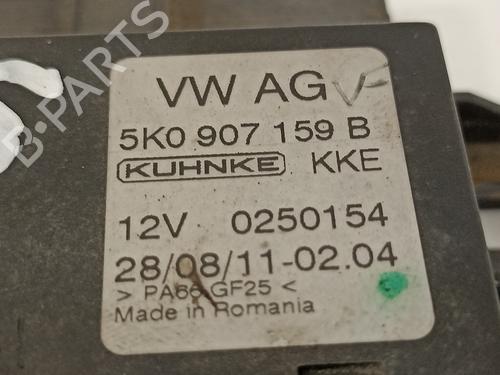 B-PARTS
VW AG
5K0 907 159 B
KUHNKE KKE
12V 0250154
28/08/11-02.04
> PA66 GF25 <
Made in Romania